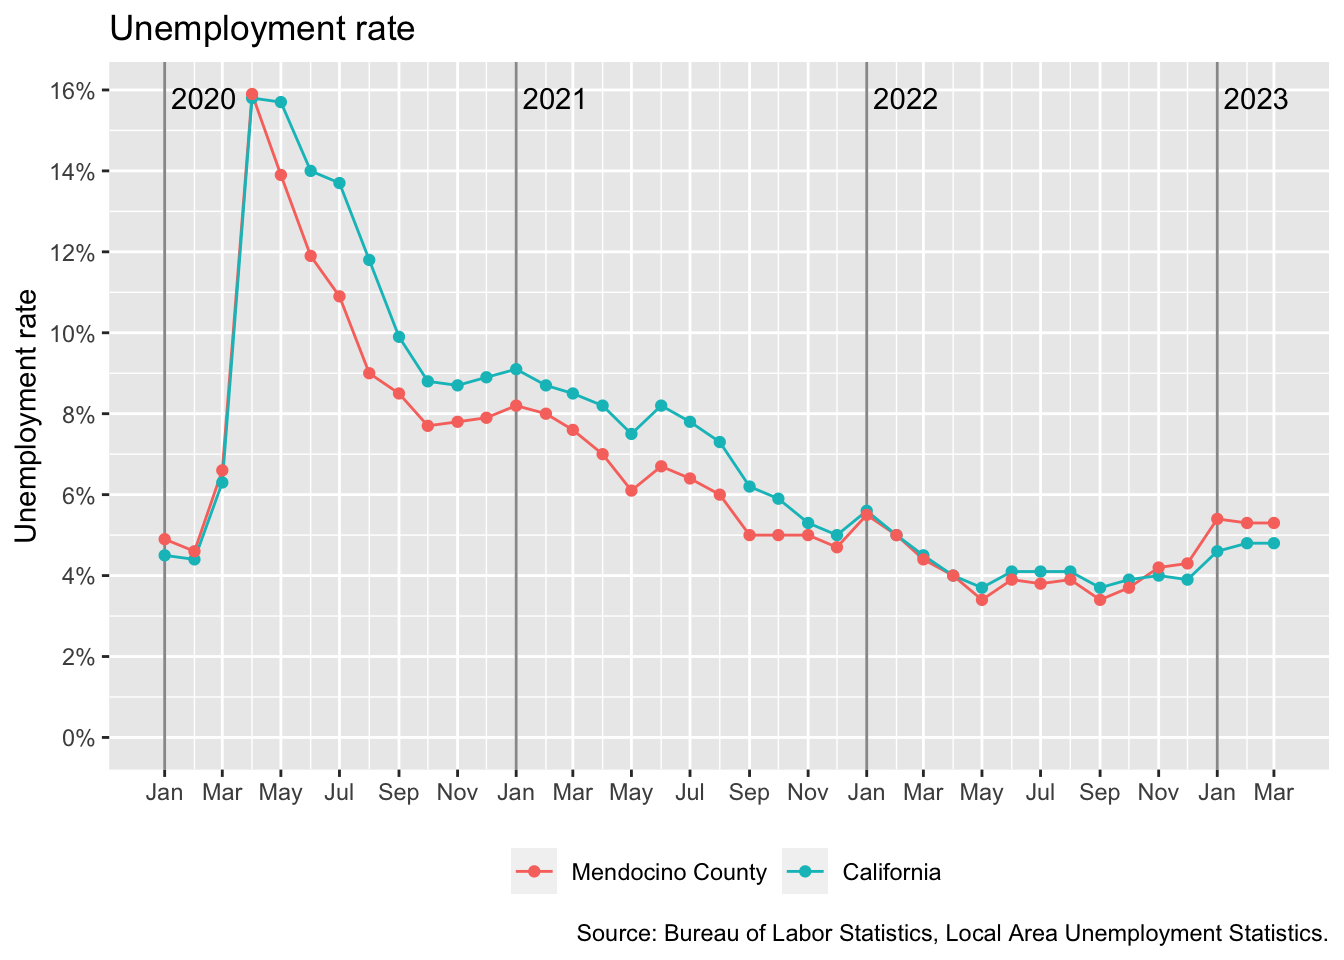 Unemployment rate
2020 2021 2022 2023
16%
14%
12%
10%
8%
6%
4%
2%
0%
Unemployment rate
Jan Mar May Jul Sep Nov Jan Mar May Jul Sep Nov Jan Mar May Jul Sep Nov Jan Mar
Mendocino County California
Source: Bureau of Labor Statistics, Local Area Unemployment Statistics.